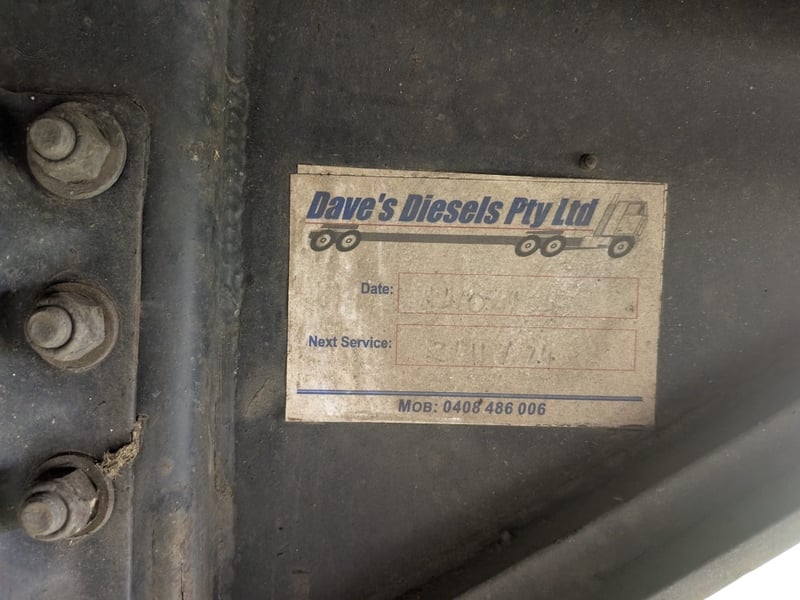 Dave's Diesels Pty Ltd
Date:
Next Service:
MOB: 0408 486 006